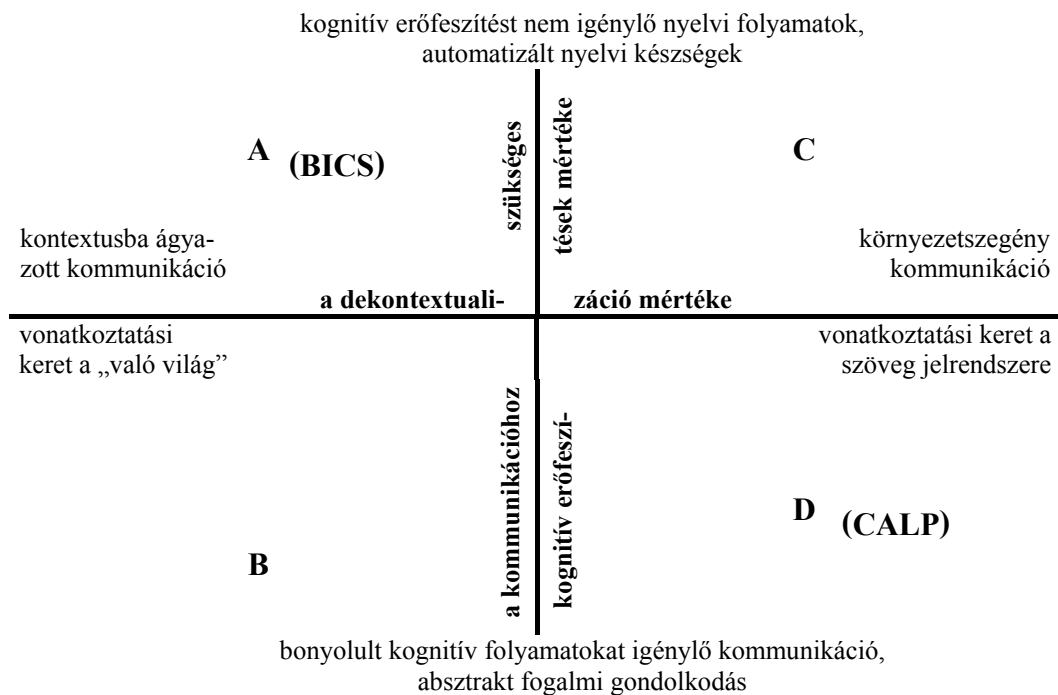 kognitív erőfeszítést nem igénylő nyelvi folyamatok,
automatizált nyelvi készségek
A (BICS)
C
szükséges
tések mértéke
kontextusba ágya-
zott kommunikáció
környezetszegény
kommunikáció
a dekontextuali-
záció mértéke
vonatkoztatási
keret a „való világ”
vonatkoztatási keret a
szöveg jelrendszere
a kommunikációhoz
kognitív erőfeszí-
B
D (CALP)
bonyolult kognitív folyamatokat igénylő kommunikáció,
absztrakt fogalmi gondolkodás